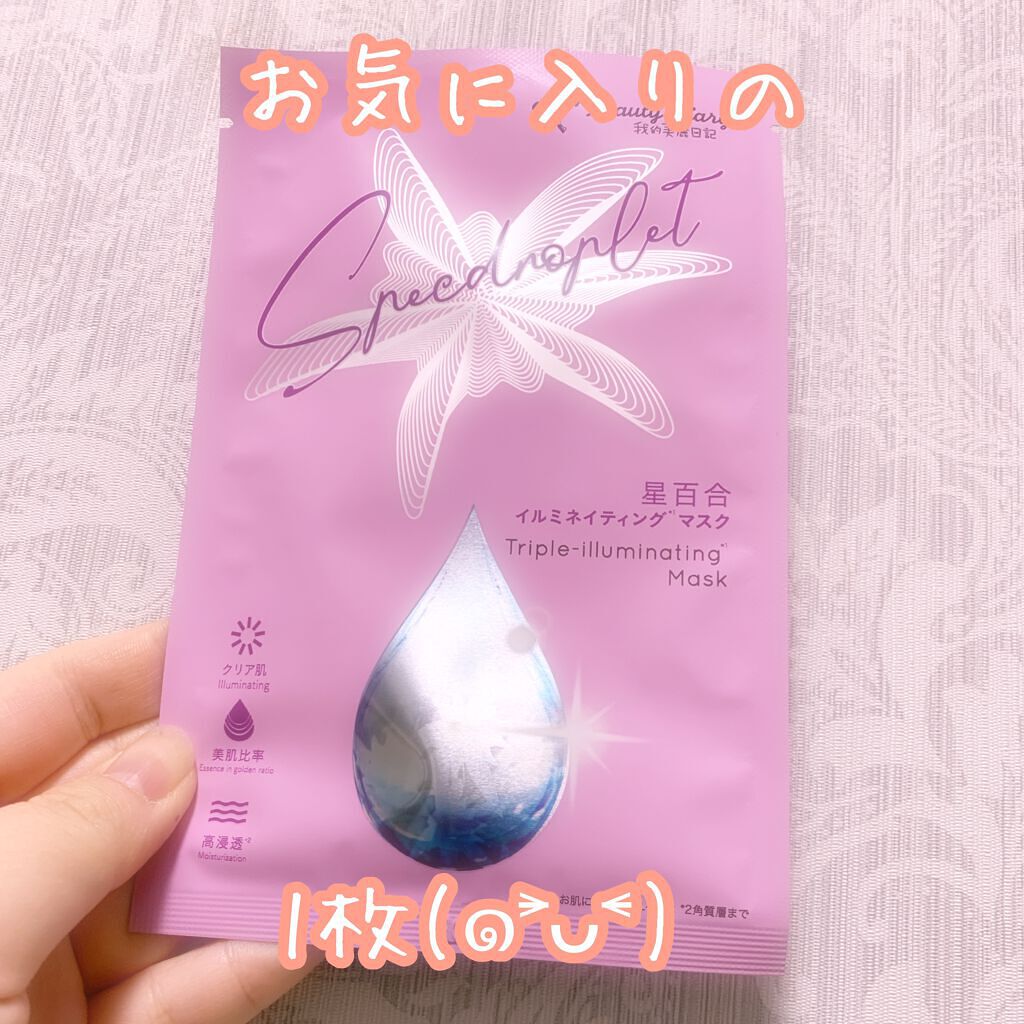 お気に入りの
我的美麗日記
Specdroplet
星百合
イルミネイティング*1マスク
Triple-illuminating*1
Mask
クリア肌
Illuminating
美肌比率
Essence in golden ratio
高浸透*2
Moisturization
お肌に
*2角質層まで
1枚(๑˃̵ᴗ˂̵)